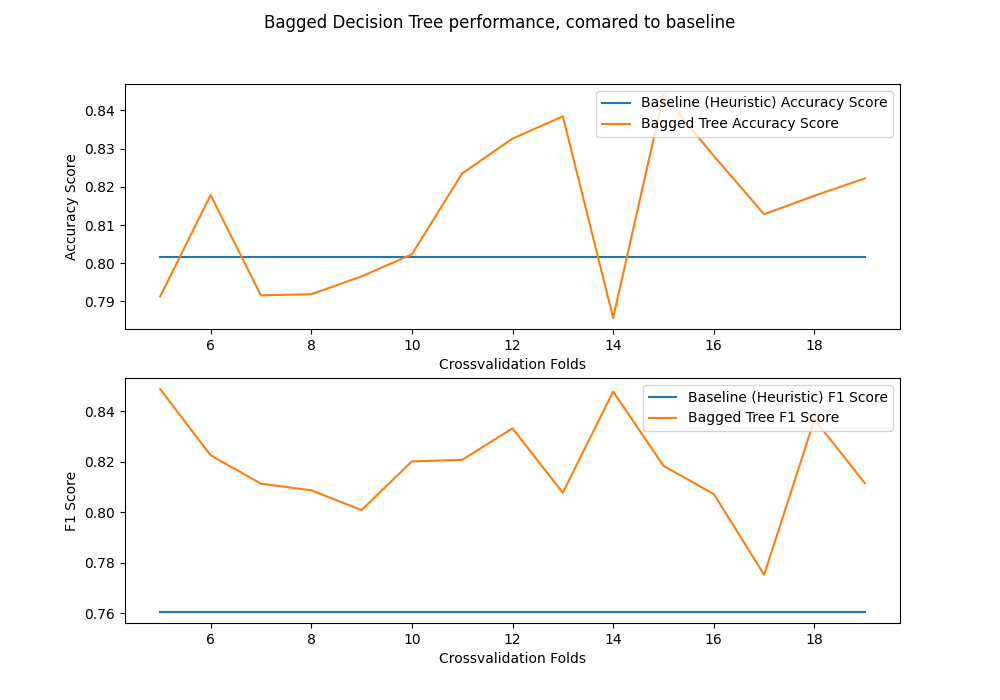 Bagged Decision Tree performance, comared to baseline
Baseline (Heuristic) Accuracy Score
Bagged Tree Accuracy Score
Accuracy Score
0.84
0.83
0.82
0.81
0.80
0.79
6 8 10 12 14 16 18
Crossvalidation Folds
Baseline (Heuristic) F1 Score
Bagged Tree F1 Score
F1 Score
0.84
0.82
0.80
0.78
0.76
6 8 10 12 14 16 18
Crossvalidation Folds